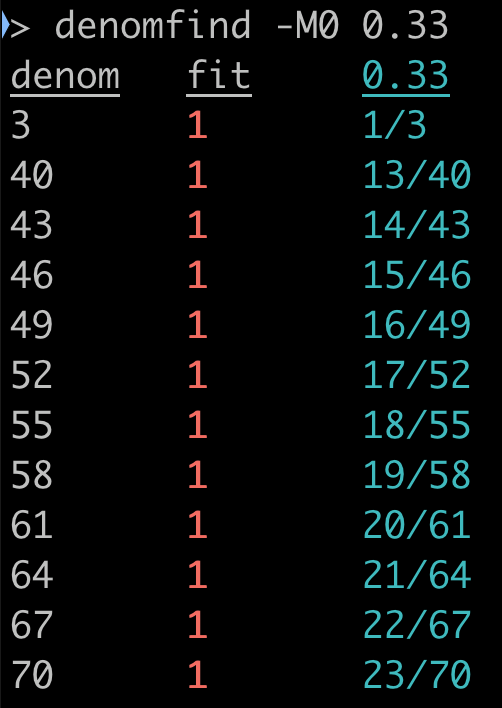 > denomfind -M0 0.33
denom fit 0.33
3 1 1/3
40 1 13/40
43 1 14/43
46 1 15/46
49 1 16/49
52 1 17/52
55 1 18/55
58 1 19/58
61 1 20/61
64 1 21/64
67 1 22/67
70 1 23/70